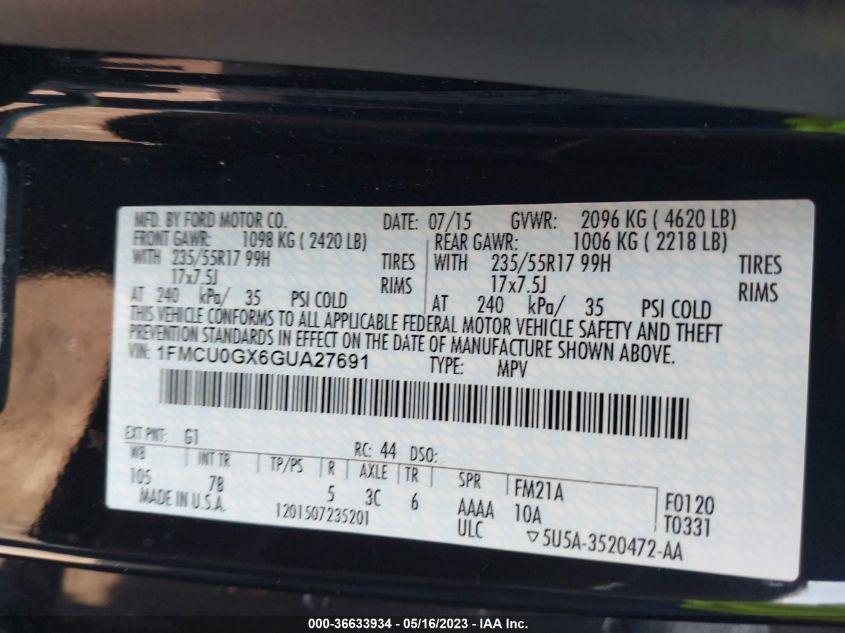 MFD. BY FORD MOTOR CO. DATE: 07/15 GVWR: 2096 KG ( 4620 LB)
FRONT GAWR: 1098 KG ( 2420 LB) REAR GAWR: 1006 KG ( 2218 LB)
WITH 235/55R17 99H TIRES WITH 235/55R17 99H TIRES
17x7.5J RIMS 17x7.5J RIMS
AT 240 kPa/ 35 PSI COLD AT 240 kPa/ 35 PSI COLD
THIS VEHICLE CONFORMS TO ALL APPLICABLE FEDERAL MOTOR VEHICLE SAFETY AND THEFT
PREVENTION STANDARDS IN EFFECT ON THE DATE OF MANUFACTURE SHOWN ABOVE.
VIN: 1FMCU0GX6GUA27691 TYPE: MPV
EXT PNT: G1 RC: 44 DSO:
WB INT TR TP/PS R AXLE TR SPR FM21A F0120
105 7B 5 3C 6 AAAA 10A T0331
MADE IN U.S.A. 1201507235201 ULC ▽5U5A-3520472-AA
000-36633934 - 05/16/2023 - IAA Inc.